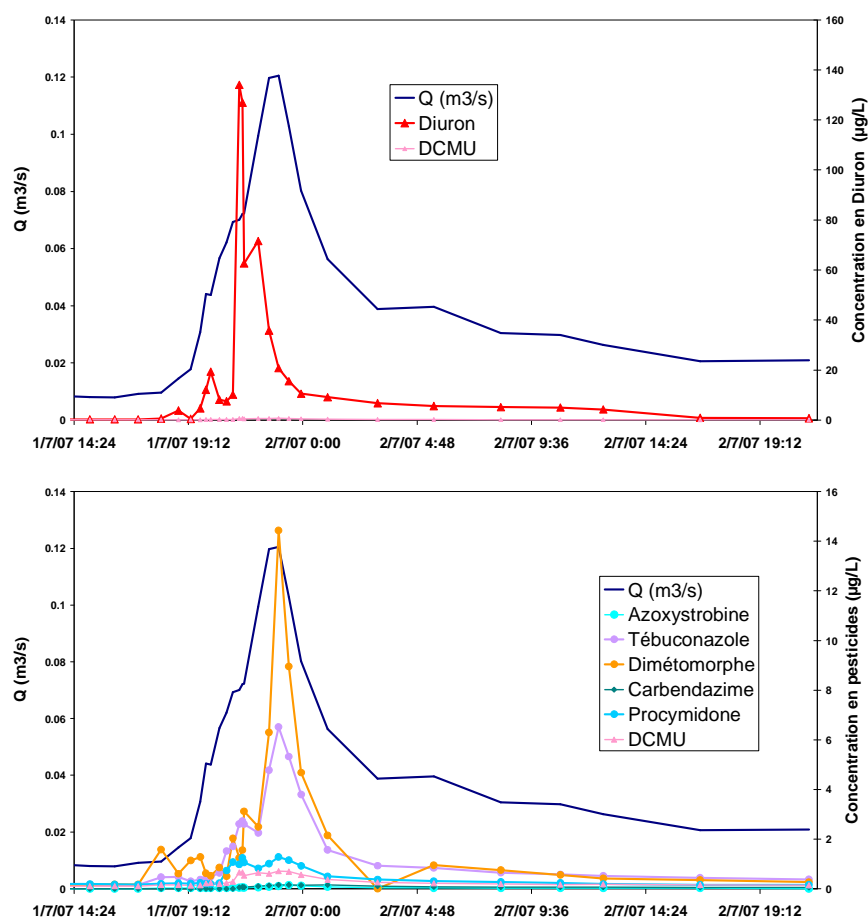 0.14
0.12
0.1
0.08
0.06
0.04
0.02
0
Q (m3/s)
160
140
120
100
80
60
40
20
0
Concentration en Diuron (µg/L)
Q (m3/s)
Diuron
DCMU
1/7/07 14:24 1/7/07 19:12 2/7/07 0:00 2/7/07 4:48 2/7/07 9:36 2/7/07 14:24 2/7/07 19:12
0.14
0.12
0.1
0.08
0.06
0.04
0.02
0
Q (m3/s)
16
14
12
10
8
6
4
2
0
Concentration en pesticides (µg/L)
Q (m3/s)
Azoxystrobine
Tébuconazole
Dimétomorphe
Carbendazime
Procymidone
DCMU
1/7/07 14:24 1/7/07 19:12 2/7/07 0:00 2/7/07 4:48 2/7/07 9:36 2/7/07 14:24 2/7/07 19:12